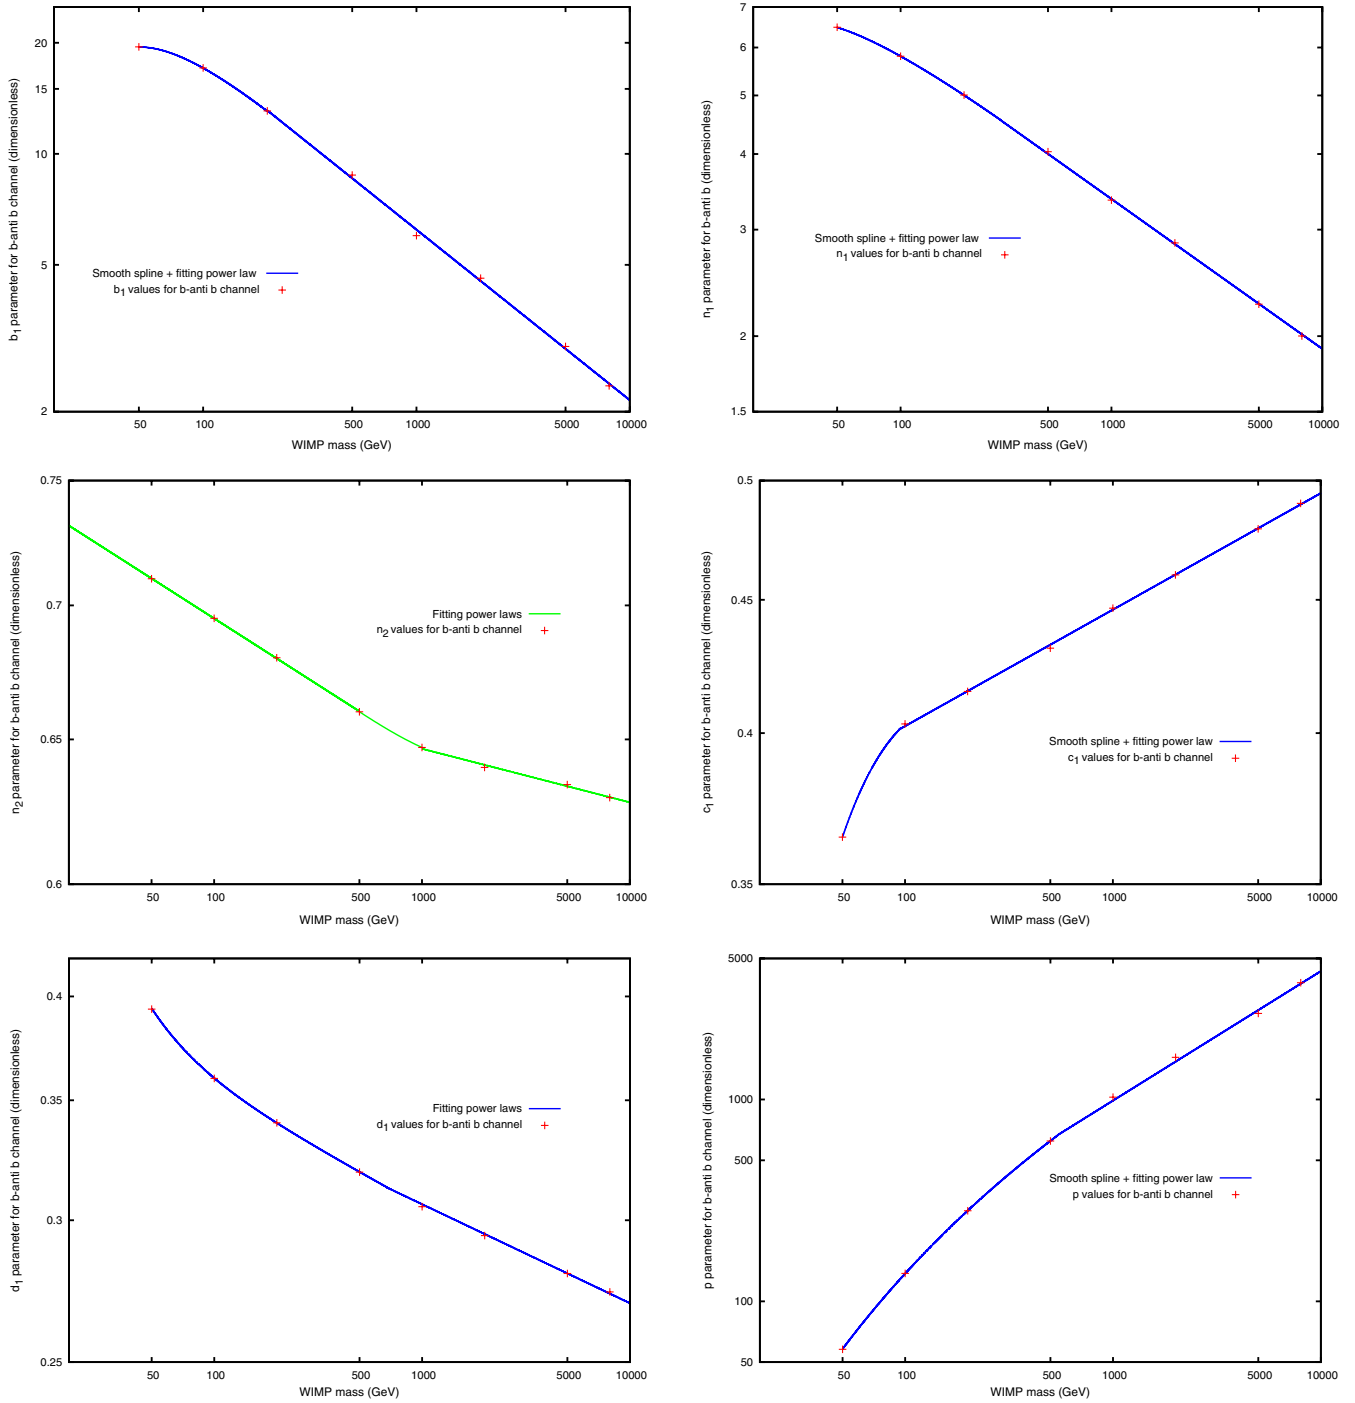 20
15
10
5
2
50 100 500 1000 5000 10000
WIMP mass (GeV)
b1 parameter for b-anti b channel (dimensionless)
Smooth spline + fitting power law
b1 values for b-anti b channel
7
6
5
4
3
2
1.5
50 100 500 1000 5000 10000
WIMP mass (GeV)
n1 parameter for b-anti b (dimensionless)
Smooth spline + fitting power law
n1 values for b-anti b channel
0.75
0.7
0.65
0.6
50 100 500 1000 5000 10000
WIMP mass (GeV)
n2 parameter for b-anti b channel (dimensionless)
Fitting power laws
n2 values for b-anti b channel
0.5
0.45
0.4
0.35
50 100 500 1000 5000 10000
WIMP mass (GeV)
c1 parameter for b-anti b channel (dimensionless)
Smooth spline + fitting power law
c1 values for b-anti b channel
0.4
0.35
0.3
0.25
50 100 500 1000 5000 10000
WIMP mass (GeV)
d1 parameter for b-anti b channel (dimensionless)
Fitting power laws
d1 values for b-anti b channel
5000
1000
500
100
50
50 100 500 1000 5000 10000
WIMP mass (GeV)
p parameter for b-anti b channel (dimensionless)
Smooth spline + fitting power law
p values for b-anti b channel